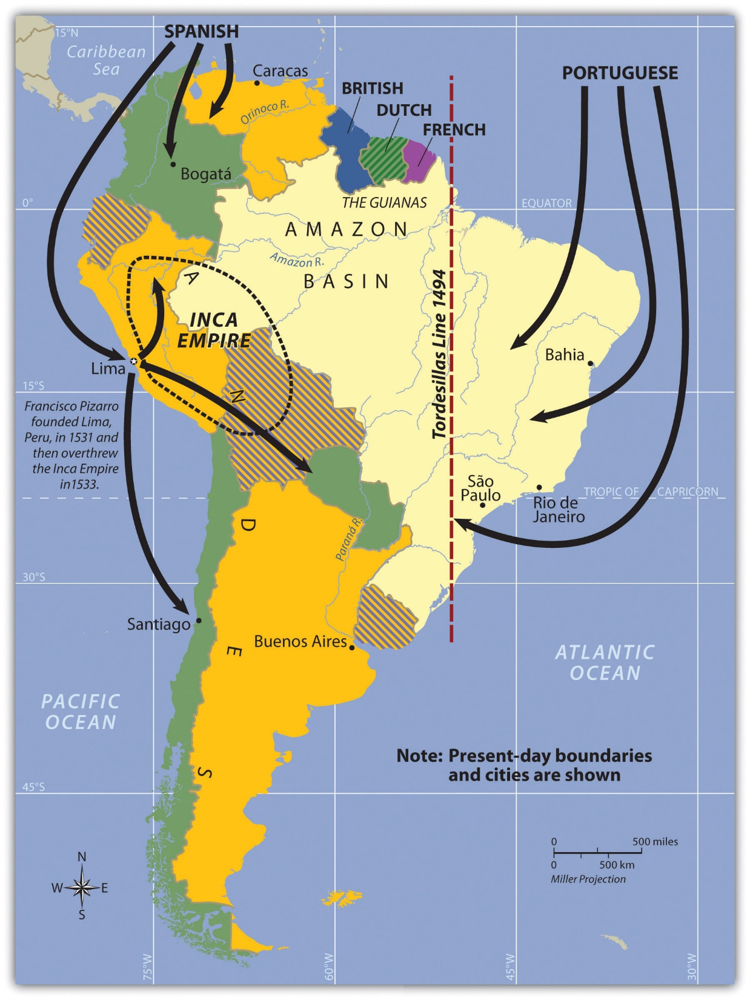 SPANISH
15°N
Caribbean
Sea
Caracas
PORTUGUESE
BRITISH
DUTCH
FRENCH
Orinoco R.
Bogatá
THE GUIANAS
0°
EQUATOR
AMAZON
Amazon R.
BASIN
Tordesillas Line 1494
INCA
EMPIRE
A
N
D
E
S
Bahia
Lima
15°S
Francisco Pizarro
founded Lima,
Peru, in 1531 and
then overthrew
the Inca Empire
in1533.
São
Paulo
Rio de
Janeiro
TROPIC OF CAPRICORN
Paraná R.
30°S
Santiago
Buenos Aires
ATLANTIC
OCEAN
PACIFIC
OCEAN
Note: Present-day boundaries
and cities are shown
45°S
0 500 miles
0 500 km
Miller Projection
N
W E
S
75°W
60°W
45°W
30°W